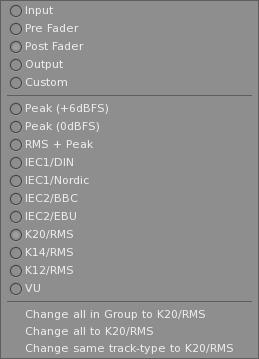 Input
Pre Fader
Post Fader
Output
Custom
Peak (+6dBFS)
Peak (0dBFS)
RMS + Peak
IEC1/DIN
IEC1/Nordic
IEC2/BBC
IEC2/EBU
K20/RMS
K14/RMS
K12/RMS
VU
Change all in Group to K20/RMS
Change all to K20/RMS
Change same track-type to K20/RMS